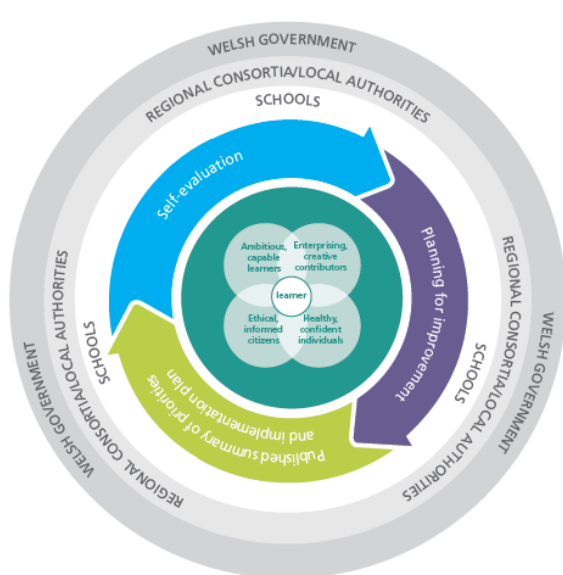 WELSH GOVERNMENT
REGIONAL CONSORTIA/LOCAL AUTHORITIES
SCHOOLS
Self-evaluation
Planning for improvement
Published summary of priorities
and implementation plan
Ambitious,
capable
learners
Enterprising,
creative
contributors
learner
Ethical,
informed
citizens
Healthy,
confident
individuals
SCHOOLS
REGIONAL CONSORTIA/LOCAL AUTHORITIES
WELSH GOVERNMENT
SCHOOLS
REGIONAL CONSORTIA/LOCAL AUTHORITIES
WELSH GOVERNMENT